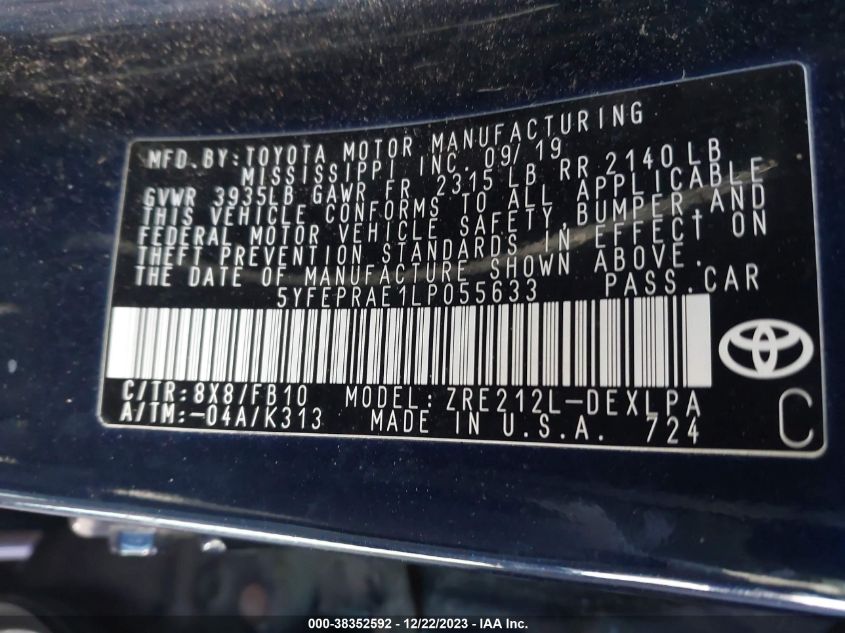 MFD.BY:TOYOTA MOTOR MANUFACTURING
MISSISSIPPI INC. 09/19
GVWR 3935LB GAWR FR 2315 LB RR 2140 LB
THIS VEHICLE CONFORMS TO ALL APPLICABLE
FEDERAL MOTOR VEHICLE SAFETY,BUMPER,AND
THEFT PREVENTION STANDARDS IN EFFECT ON
THE DATE OF MANUFACTURE SHOWN ABOVE.
5YFEPRAE1LP055633 PASS.CAR
C/TR:8X8/FB10 MODEL:ZRE212L-DEXLPA
A/TM:-04A/K313 MADE IN U.S.A. 724
C
000-38352592 - 12/22/2023 - IAA Inc.